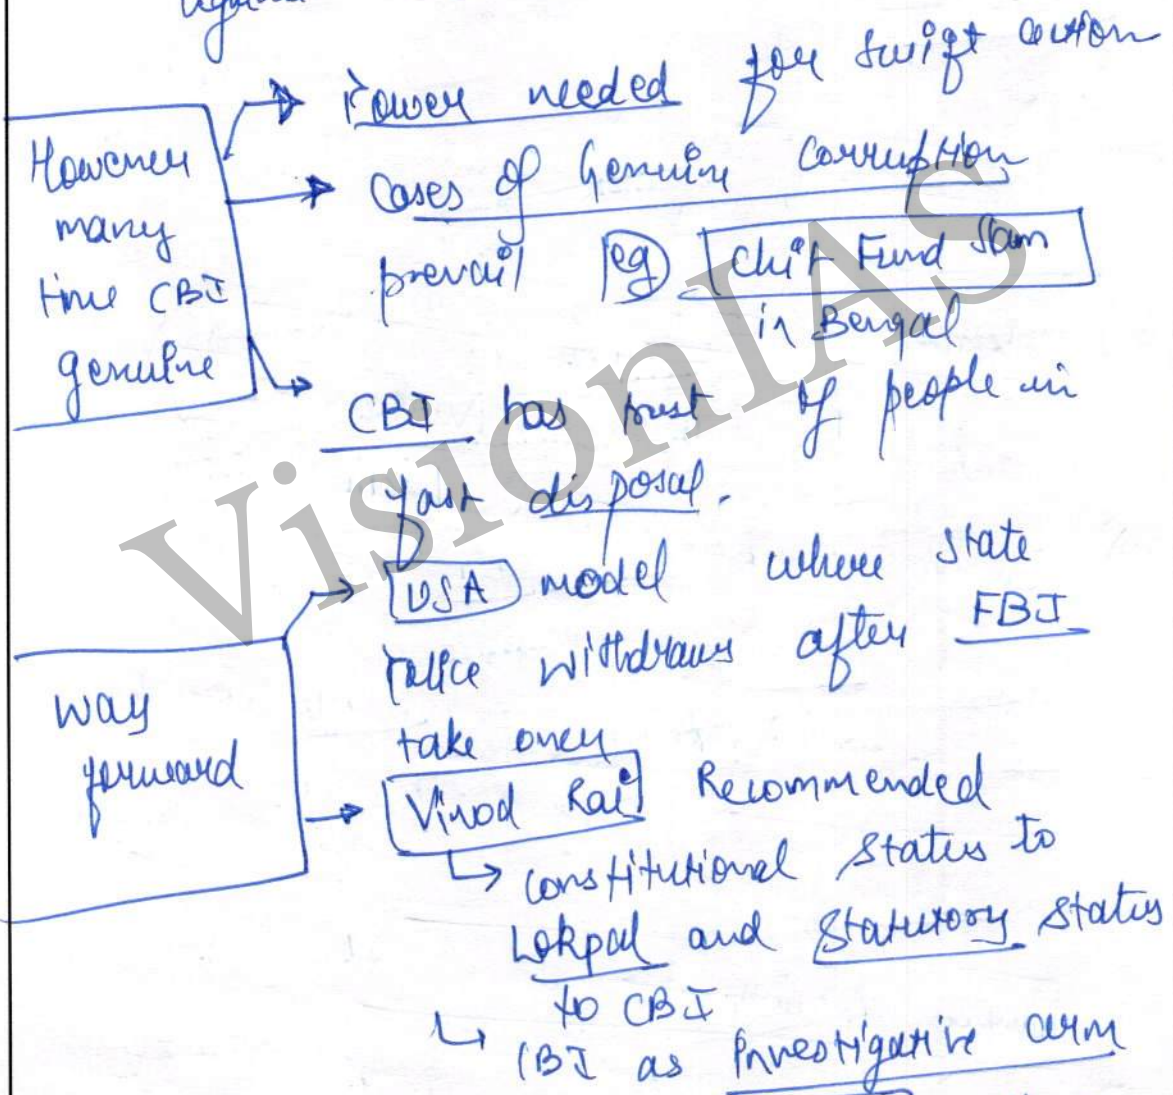 However
many
time CBI
genuine
→ Power needed for swift action
→ Cases of Genuine Corruption
prevail eg Chit Fund Scam
in Bengal
→ CBI has trust of people in
fast disposal.
way
forward
→ USA model where state
police withdraws after FBI
take over
→ Vinod Rai Recommended
↳ constitutional status to
Lokpal and Statutory status
to CBI
↳ CBI as Investigative arm
VisionIAS